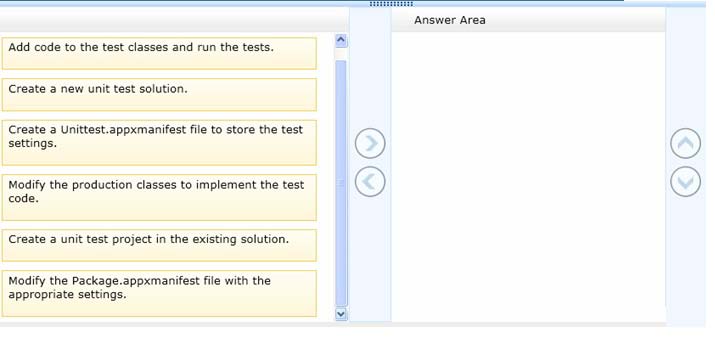 Answer Area
Add code to the test classes and run the tests.
Create a new unit test solution.
Create a Unittest.appxmanifest file to store the test
settings.
Modify the production classes to implement the test
code.
Create a unit test project in the existing solution.
Modify the Package.appxmanifest file with the
appropriate settings.